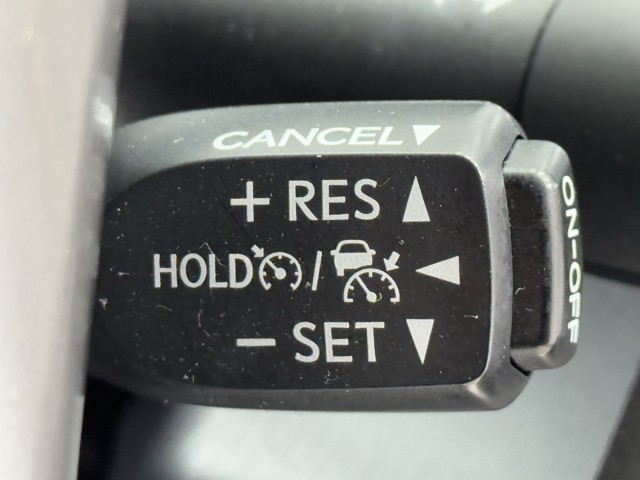 CANCEL▼
+ RES ▲
HOLD / ◀
− SET ▼
ON-OFF